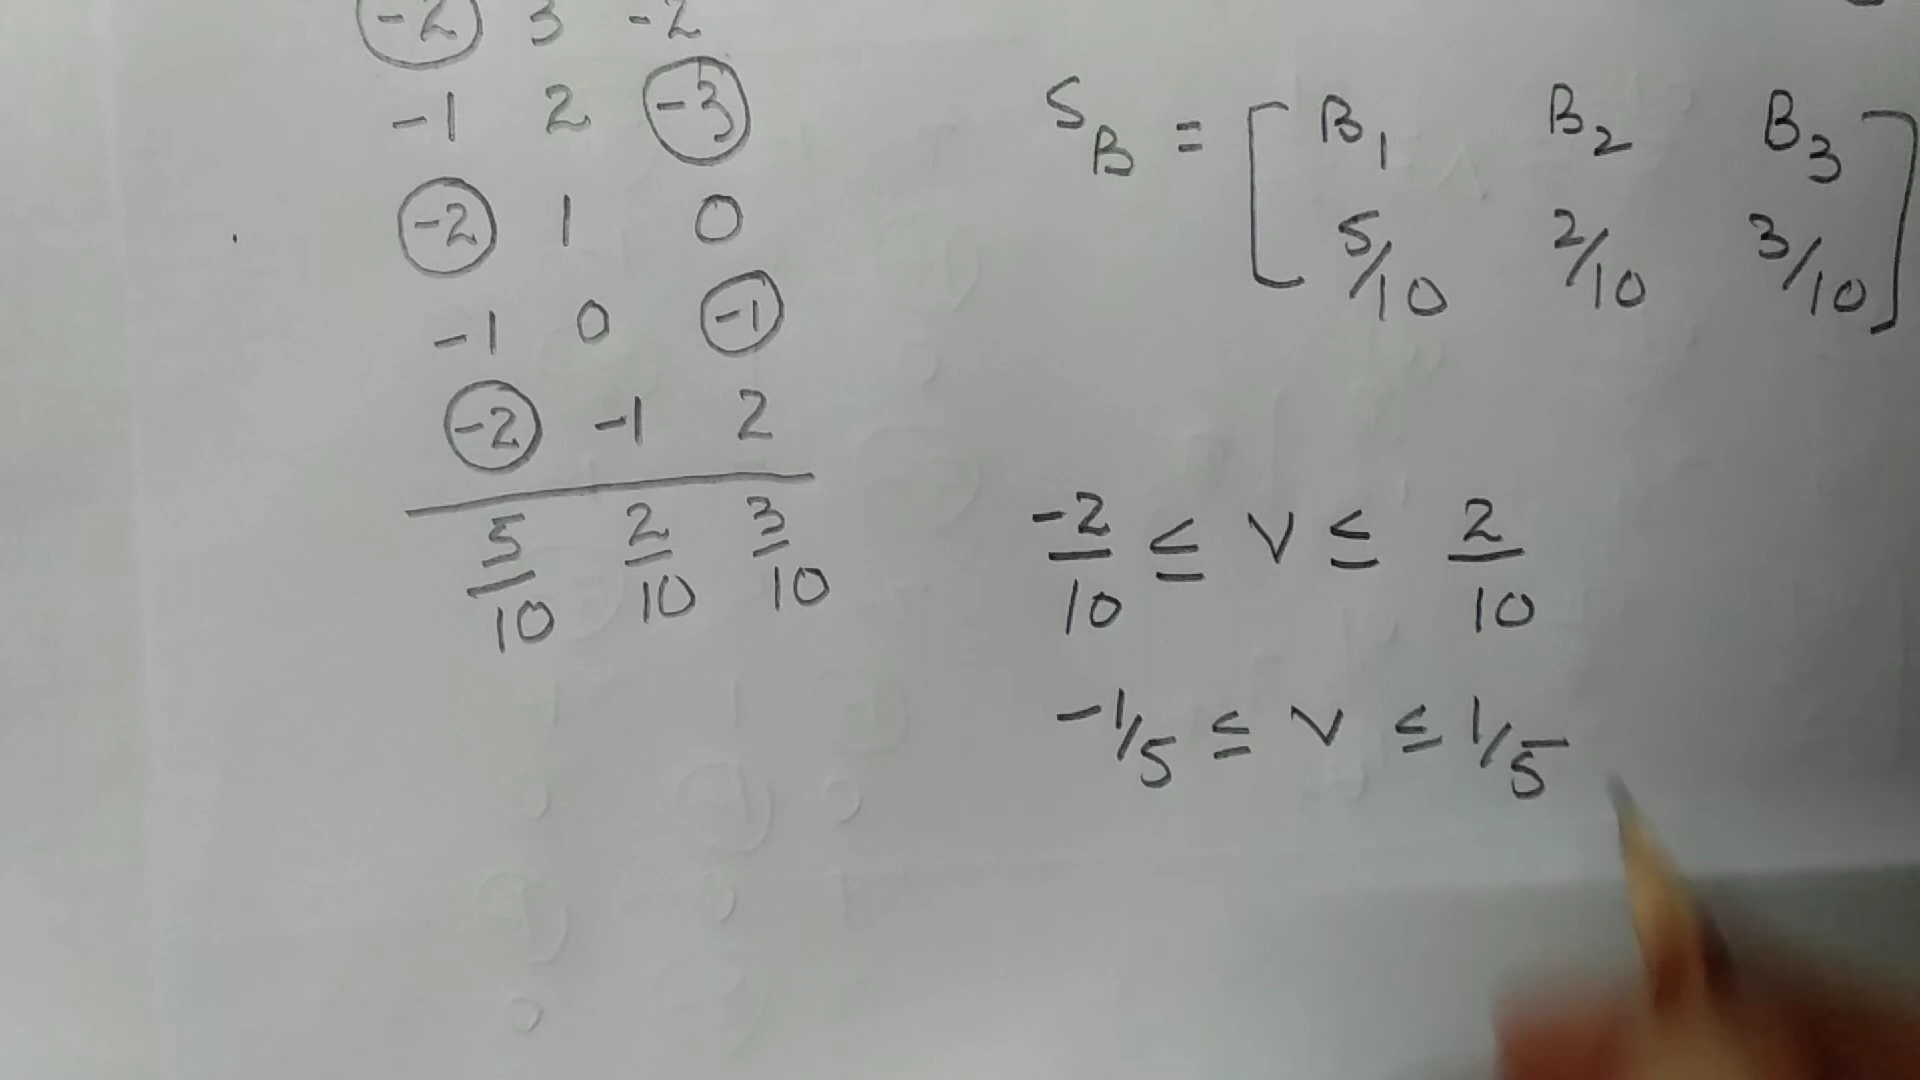 -2 3 -2
-1 2 -3
-2 1 0
-1 0 -1
-2 -1 2
5/10 2/10 3/10
S_B = [ B₁ B₂ B₃
5/10 2/10 3/10 ]
-2/10 ≤ V ≤ 2/10
-1/5 ≤ V ≤ 1/5